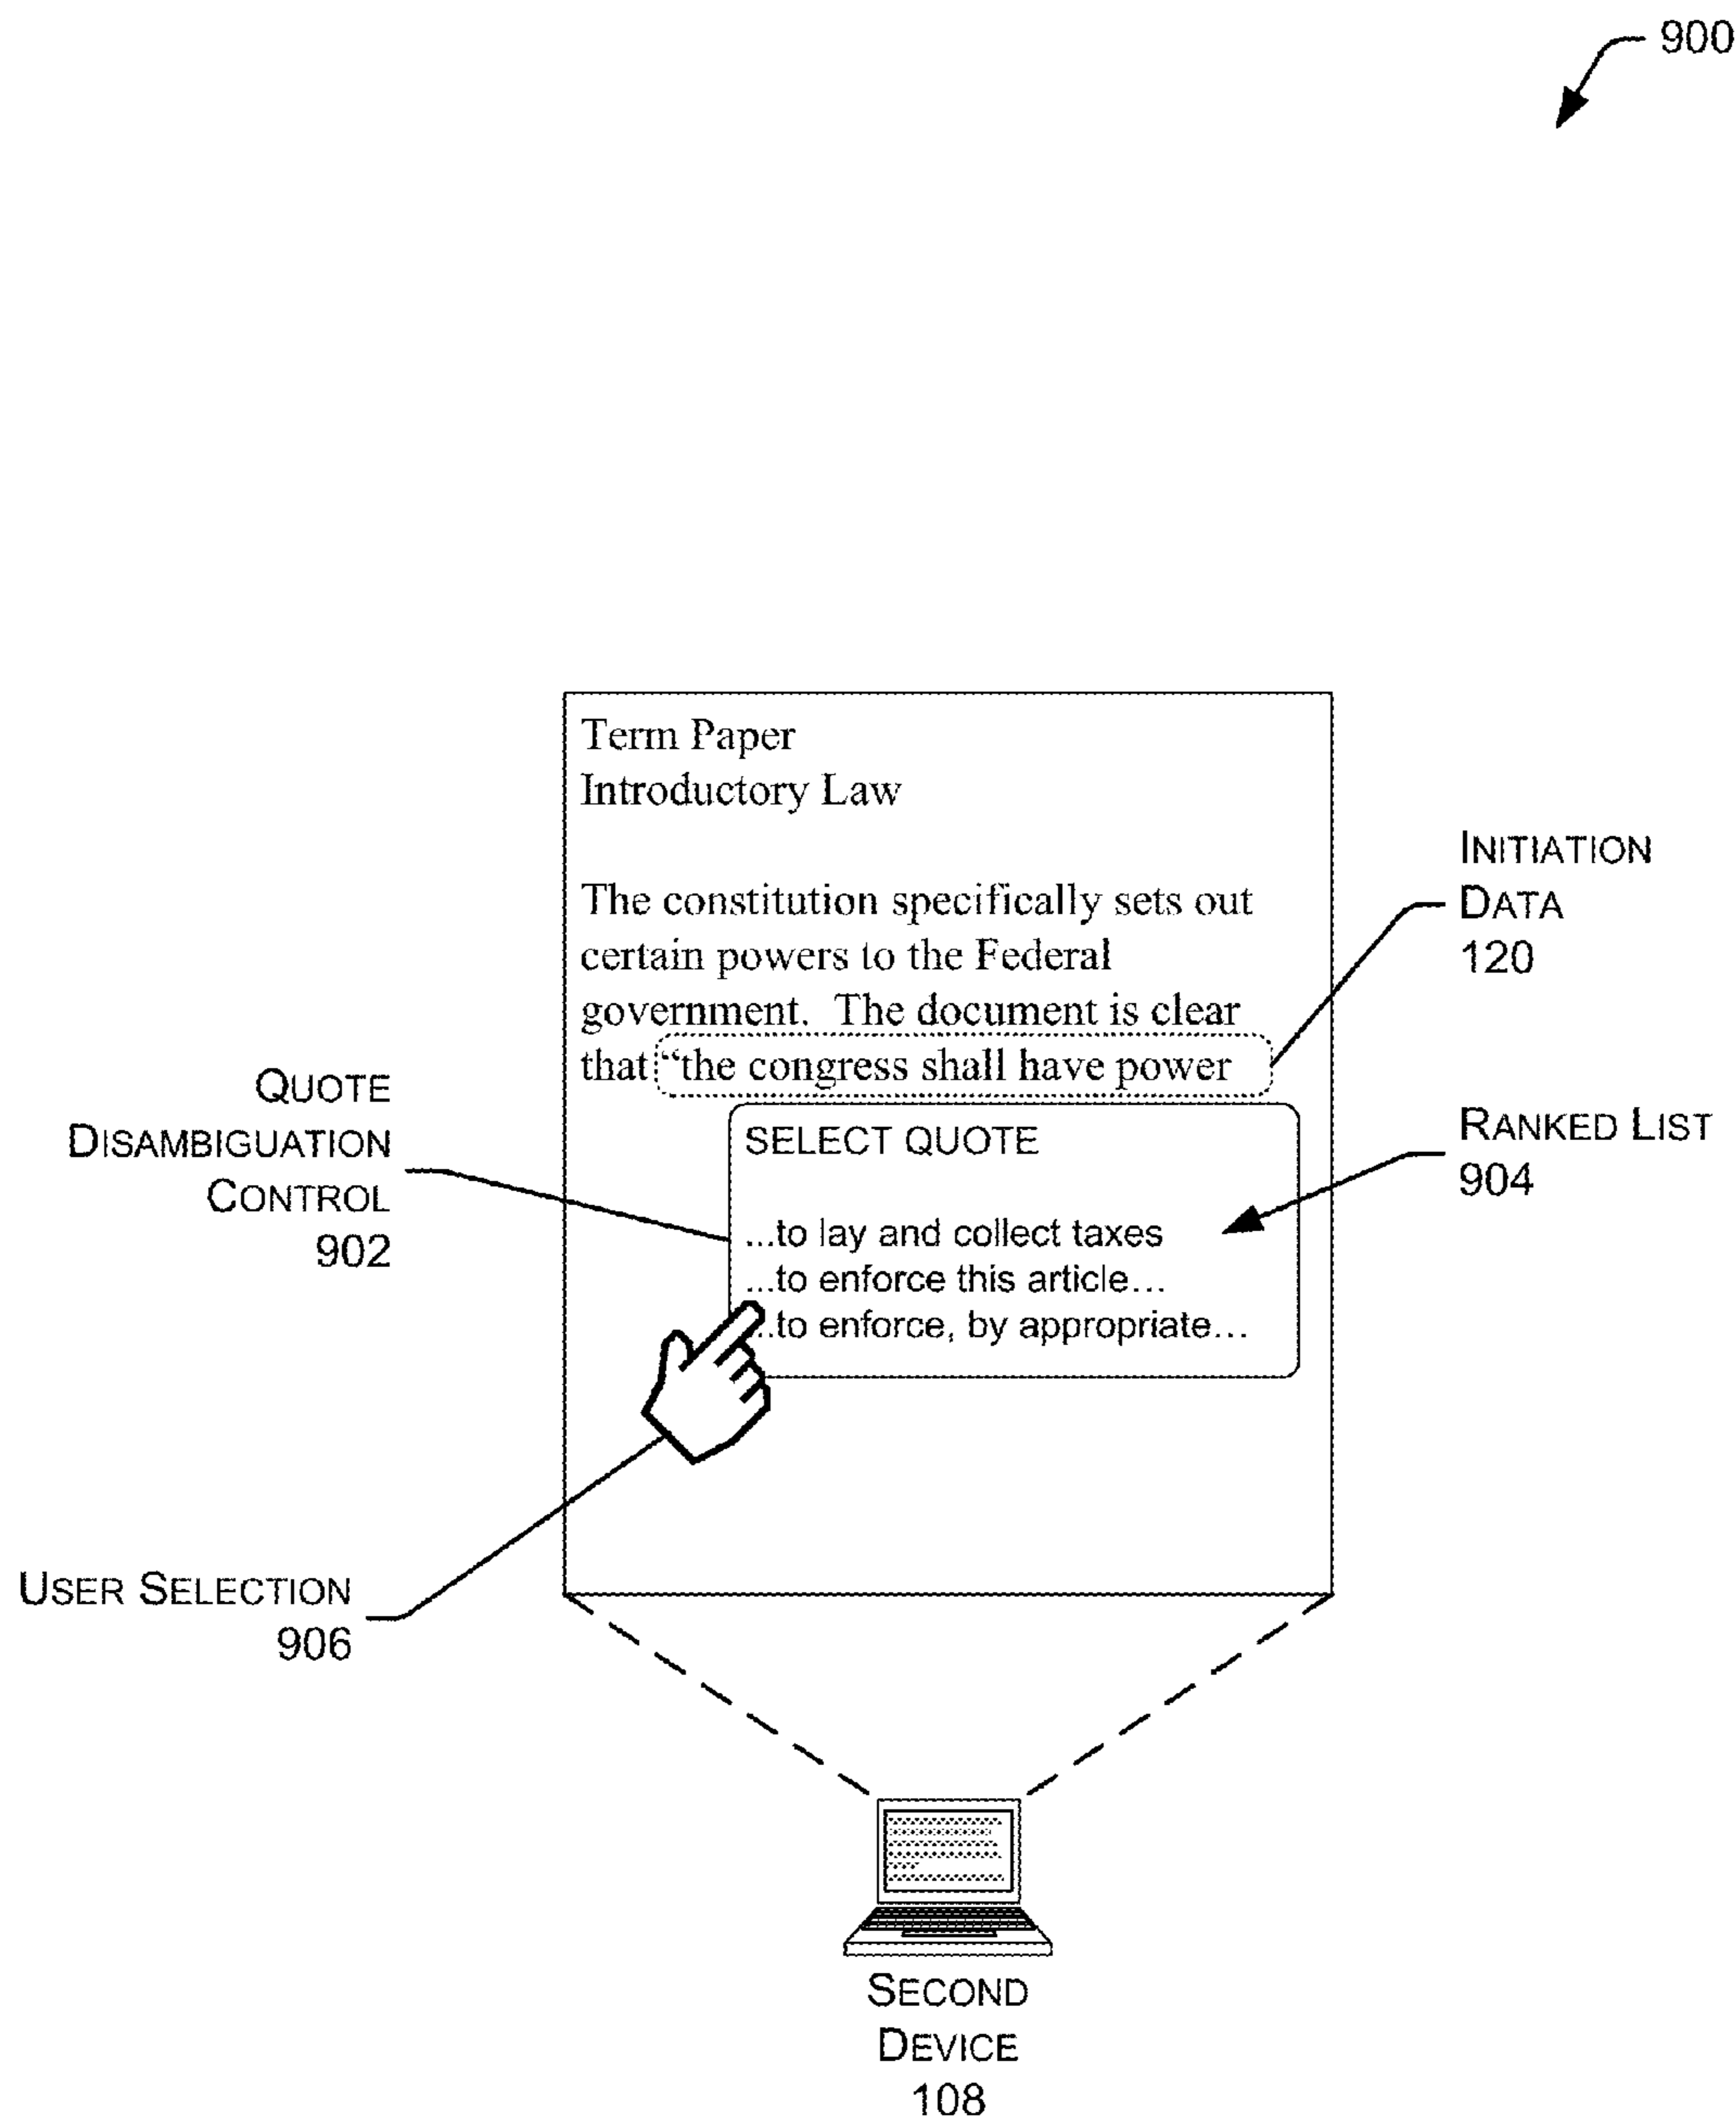 900
Term Paper
Introductory Law
The constitution specifically sets out
certain powers to the Federal
government.  The document is clear
that “the congress shall have power
INITIATION
DATA
120
QUOTE
DISAMBIGUATION
CONTROL
902
SELECT QUOTE
...to lay and collect taxes
...to enforce this article…
...to enforce, by appropriate…
RANKED LIST
904
USER SELECTION
906
SECOND
DEVICE
108